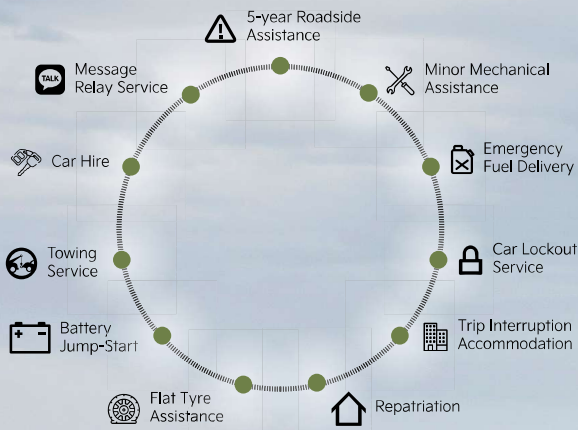 5-year Roadside
Assistance
Minor Mechanical
Assistance
Emergency
Fuel Delivery
Car Lockout
Service
Trip Interruption
Accommodation
Repatriation
Flat Tyre
Assistance
Battery
Jump-Start
Towing
Service
Car Hire
TALK
Message
Relay Service